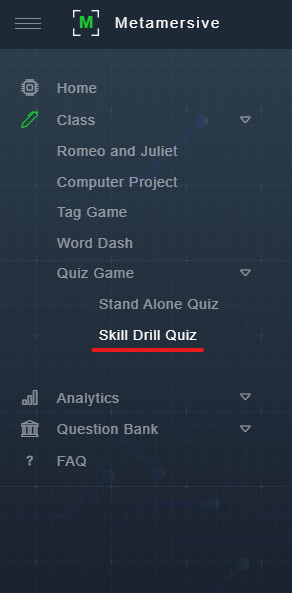 M Metamersive
Home
Class
Romeo and Juliet
Computer Project
Tag Game
Word Dash
Quiz Game
Stand Alone Quiz
Skill Drill Quiz
Analytics
Question Bank
? FAQ